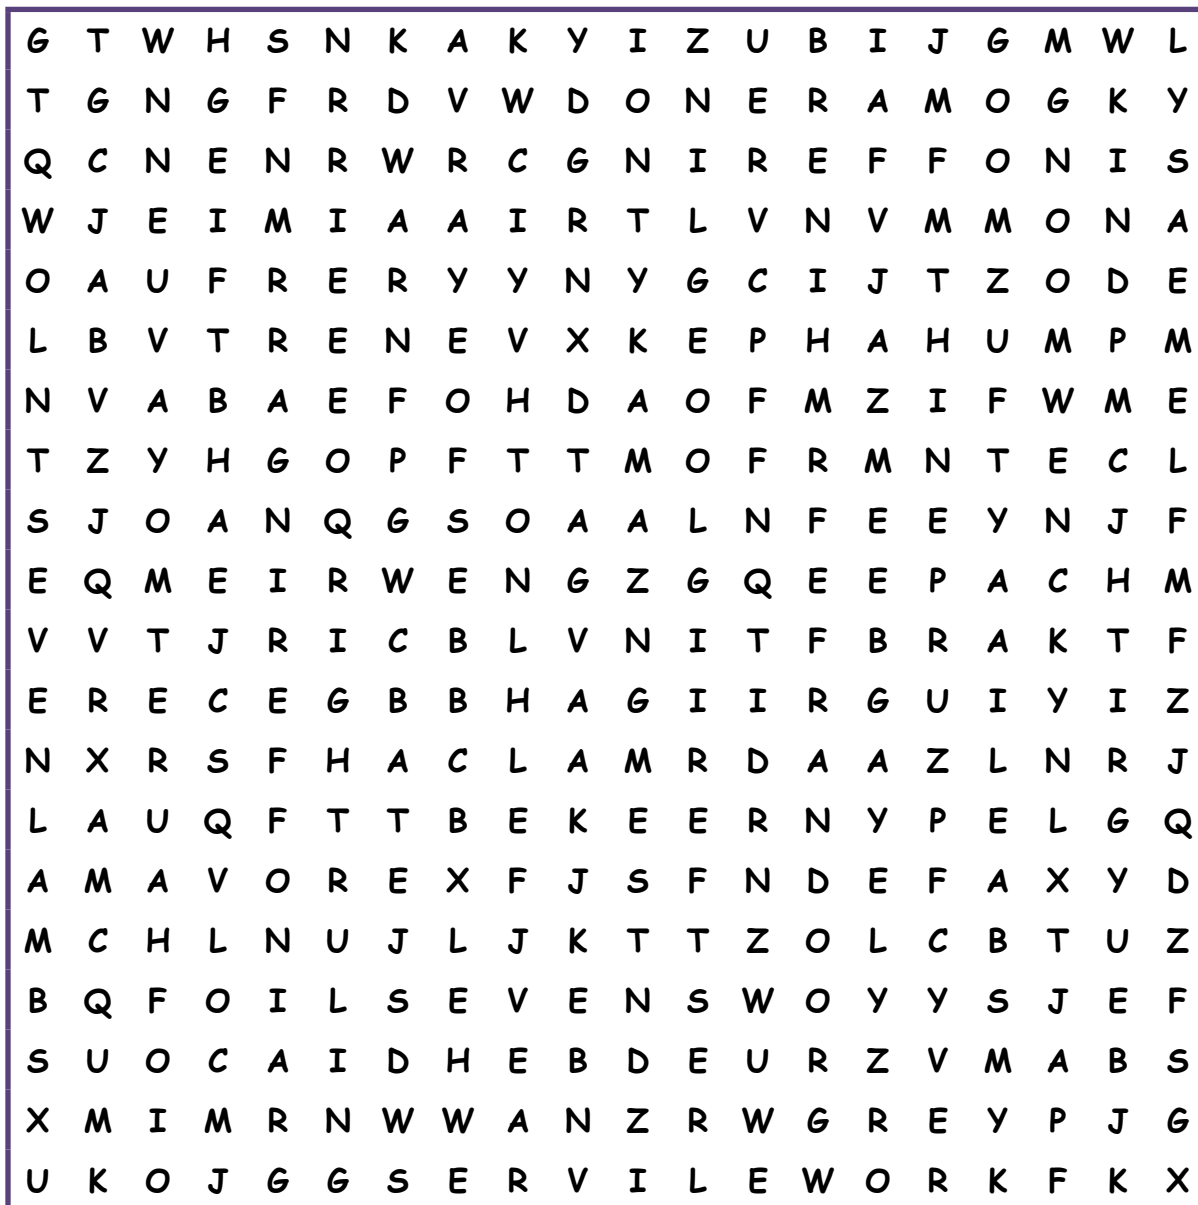 G T W H S N K A K Y I Z U B I J G M W L
T G N G F R D V W D O N E R A M O G K Y
Q C N E N R W R C G N I R E F F O N I S
W J E I M I A A I R T L V N V M M O N A
O A U F R E R Y Y N Y G C I J T Z O D E
L B V T R E N E V X K E P H A H U M P M
N V A B A E F O H D A O F M Z I F W M E
T Z Y H G O P F T T M O F R M N T E C L
S J O A N Q G S O A A L N F E E Y N J F
E Q M E I R W E N G Z G Q E E P A C H M
V V T J R I C B L V N I T F B R A K T F
E R E C E G B B H A G I I R G U I Y I Z
N X R S F H A C L A M R D A A Z L N R J
L A U Q F T T B E K E E R N Y P E L G Q
A M A V O R E X F J S F N D E F A X Y D
M C H L N U J L J K T T Z O L C B T U Z
B Q F O I L S E V E N S W O Y Y S J E F
S U O C A I D H E B D E U R Z V M A B S
X M I M R N W W A N Z R W G R E Y P J G
U K O J G G S E R V I L E W O R K F K X